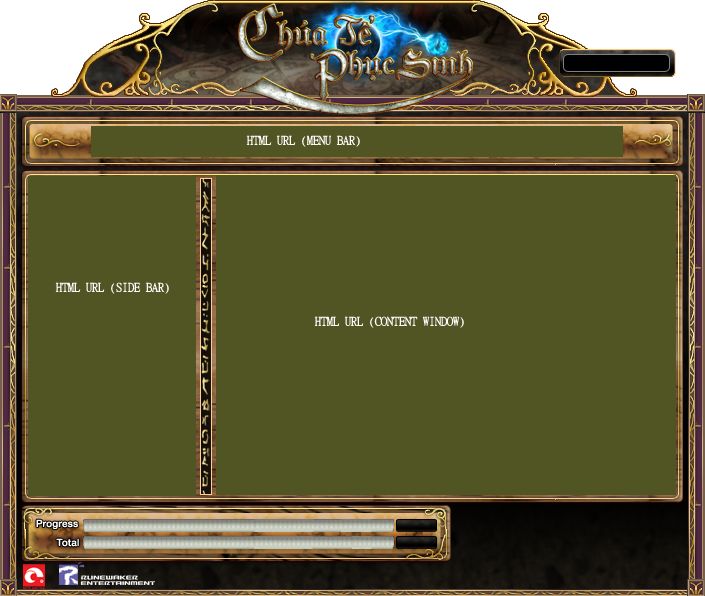 Chúa Tể
Phục Sinh
HTML URL (MENU BAR)
HTML URL (SIDE BAR)
HTML URL (CONTENT WINDOW)
Progress
Total
RUNEWAKER
ENTERTAINMENT